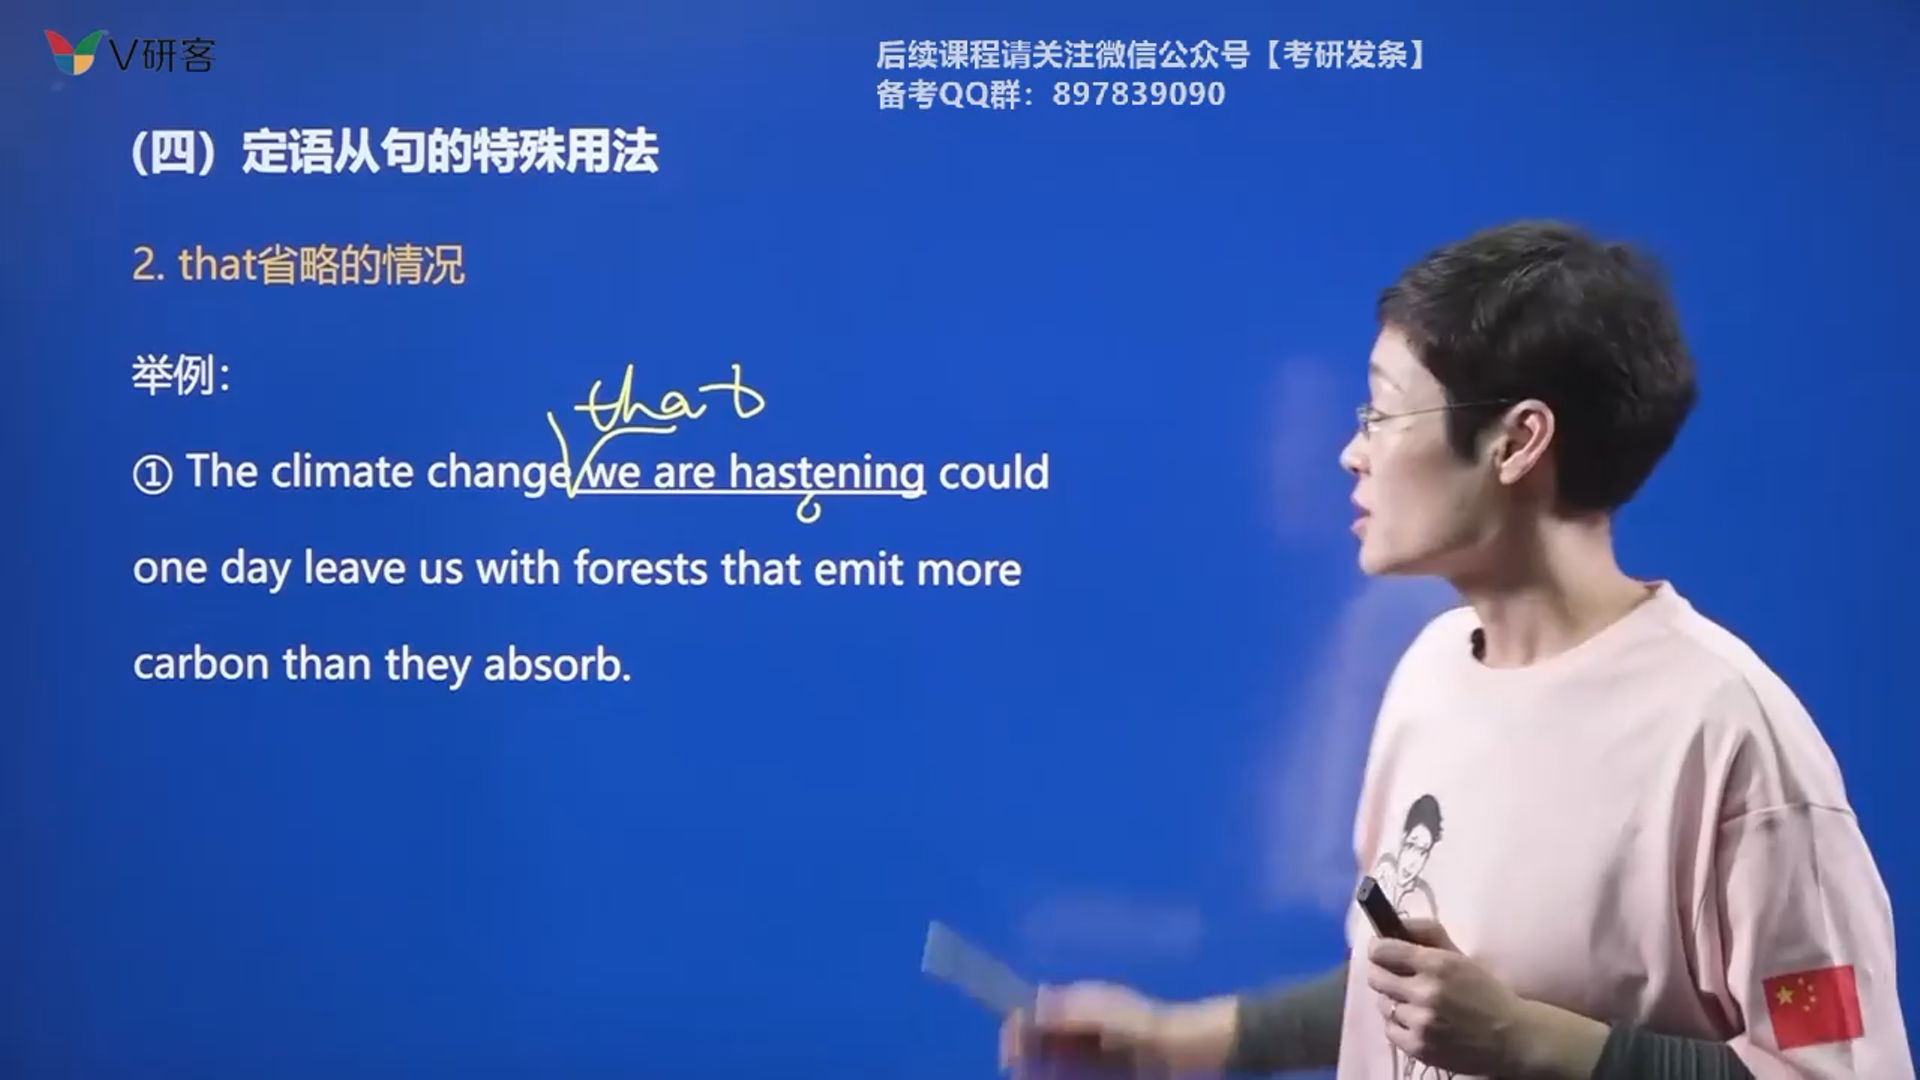 V研客
后续课程请关注微信公众号【考研发条】
备考QQ群：897839090
(四) 定语从句的特殊用法
2. that省略的情况
举例：
that
① The climate change we are hastening could
one day leave us with forests that emit more
carbon than they absorb.